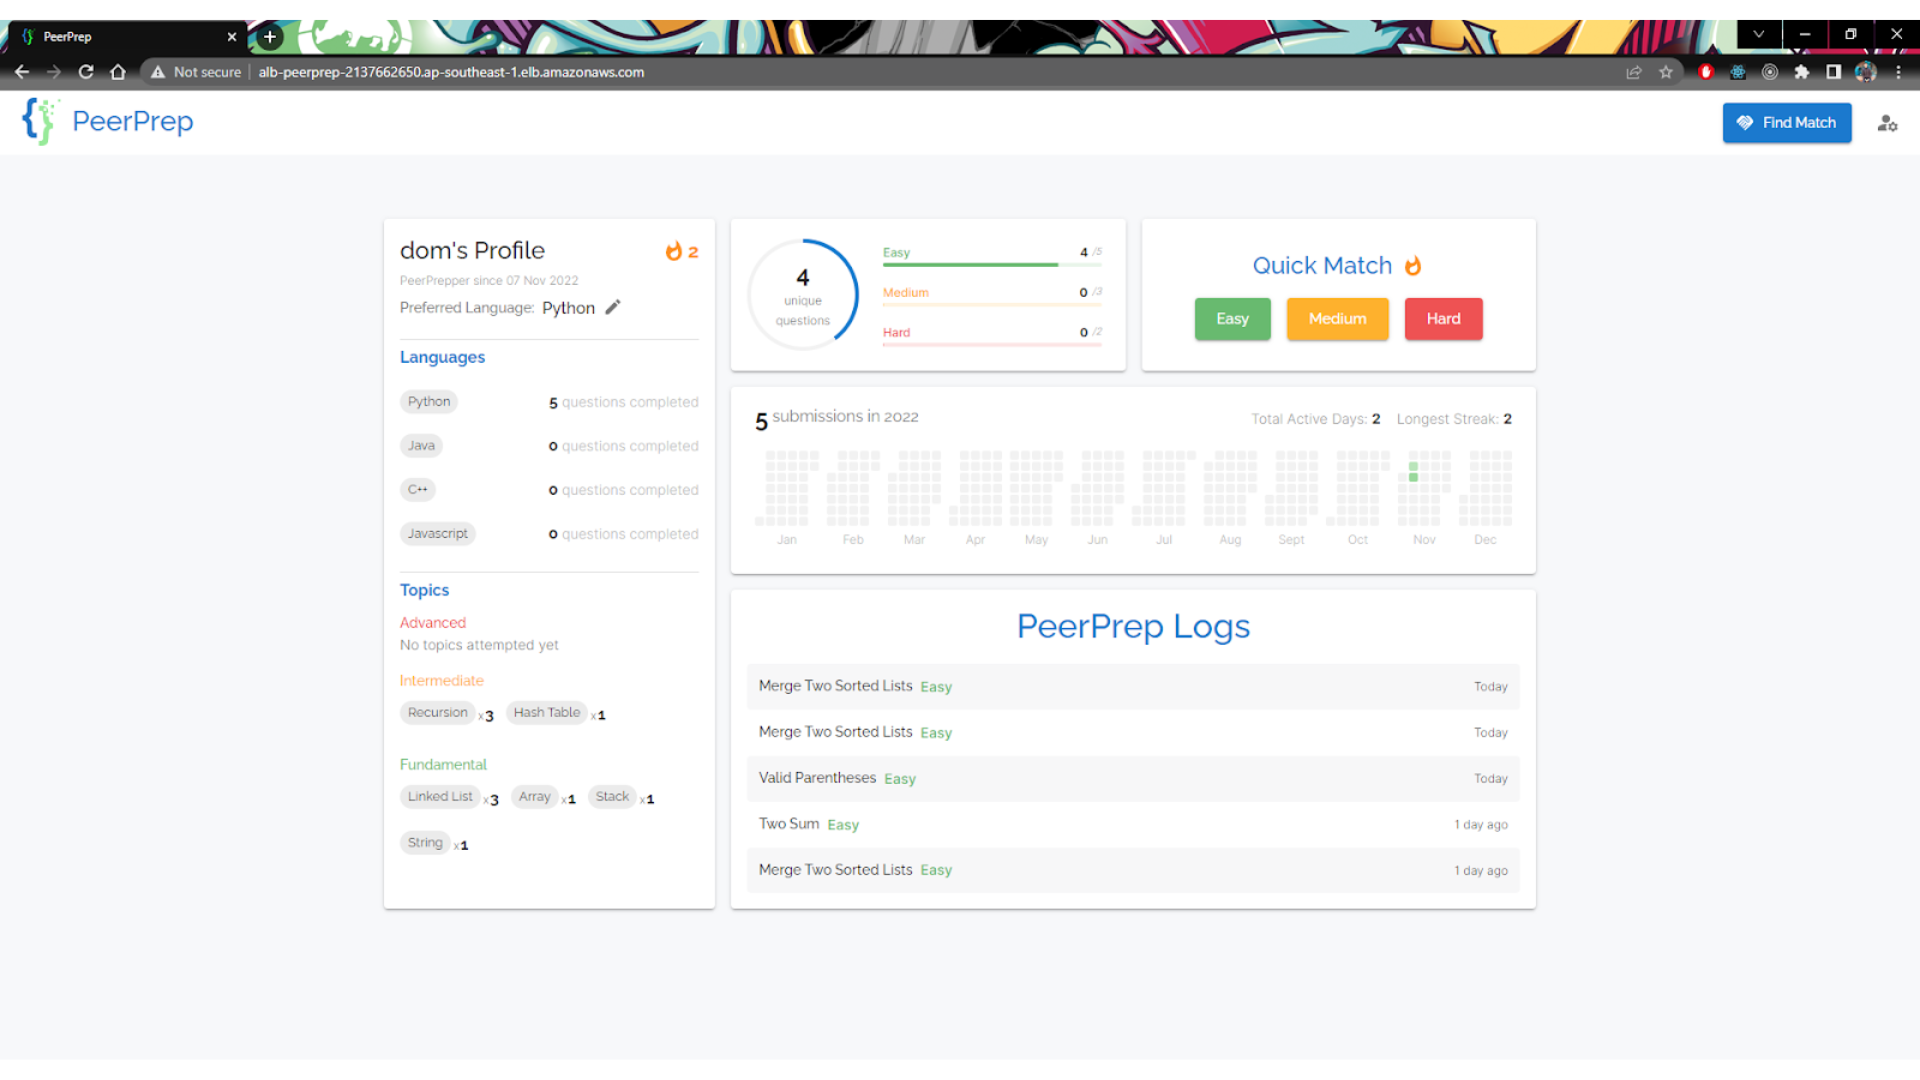 PeerPrep
Not secure
alb-peerprep-2137662650.ap-southeast-1.elb.amazonaws.com
PeerPrep
Find Match
dom's Profile
2
PeerPrepper since 07 Nov 2022
Preferred Language: Python
Languages
Python 5 questions completed
Java 0 questions completed
C++ 0 questions completed
Javascript 0 questions completed
Topics
Advanced
No topics attempted yet
Intermediate
Recursion x3 Hash Table x1
Fundamental
Linked List x3 Array x1 Stack x1
String x1
4
unique
questions
Easy 4 /5
Medium 0 /3
Hard 0 /2
Quick Match
Easy Medium Hard
5 submissions in 2022
Total Active Days: 2 Longest Streak: 2
Jan Feb Mar Apr May Jun Jul Aug Sept Oct Nov Dec
PeerPrep Logs
Merge Two Sorted Lists Easy Today
Merge Two Sorted Lists Easy Today
Valid Parentheses Easy Today
Two Sum Easy 1 day ago
Merge Two Sorted Lists Easy 1 day ago